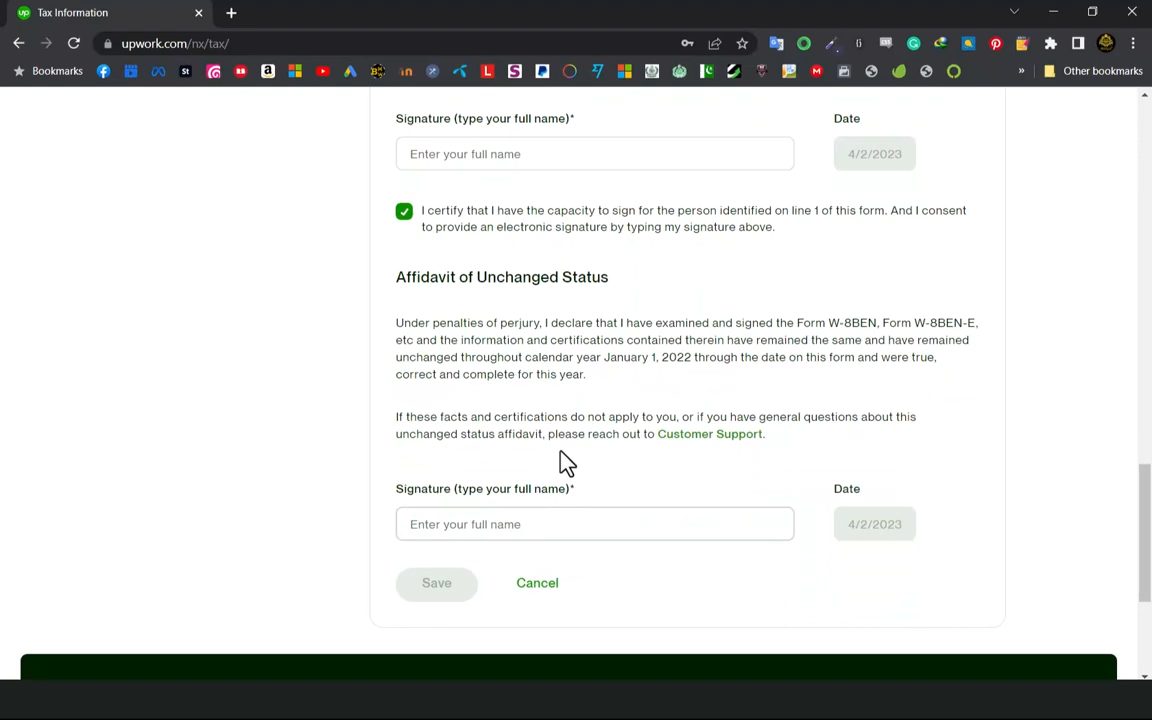 Tax Information
upwork.com/nx/tax/
Bookmarks
Other bookmarks
Signature (type your full name)*
Date
Enter your full name
4/2/2023
I certify that I have the capacity to sign for the person identified on line 1 of this form. And I consent
to provide an electronic signature by typing my signature above.
Affidavit of Unchanged Status
Under penalties of perjury, I declare that I have examined and signed the Form W-8BEN, Form W-8BEN-E,
etc and the information and certifications contained therein have remained the same and have remained
unchanged throughout calendar year January 1, 2022 through the date on this form and were true,
correct and complete for this year.
If these facts and certifications do not apply to you, or if you have general questions about this
unchanged status affidavit, please reach out to Customer Support.
Signature (type your full name)*
Date
Enter your full name
4/2/2023
Save
Cancel